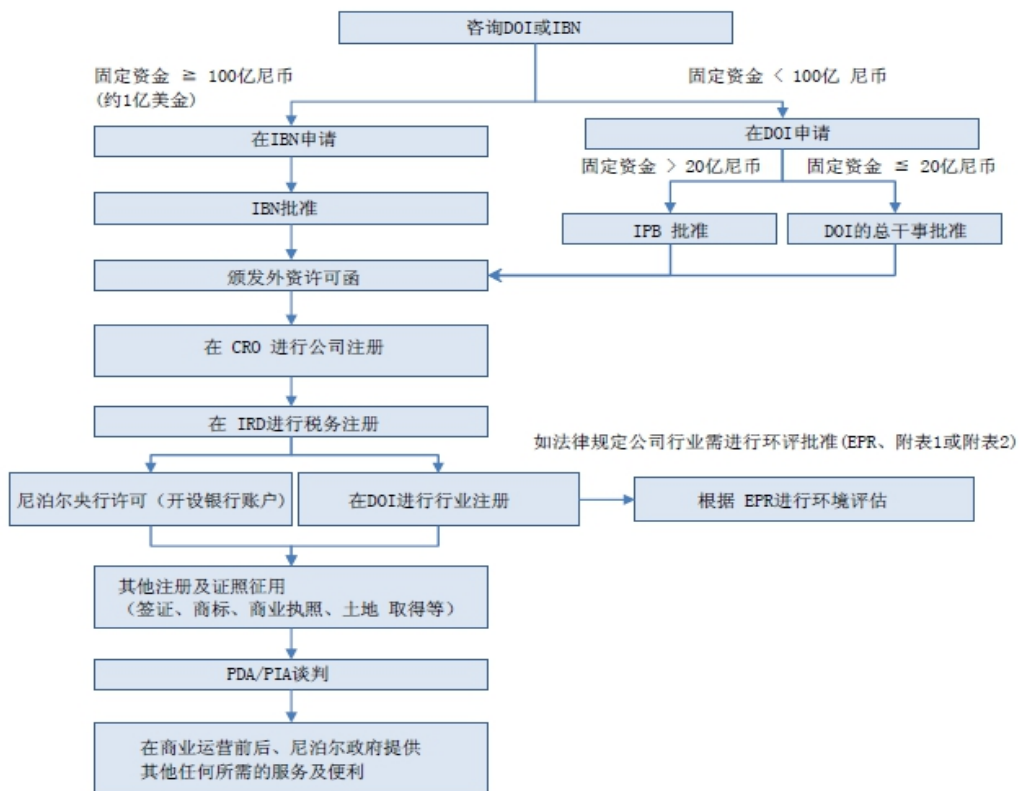 咨询DOI或IBN
固定资金 ≧ 100亿尼币
(约1亿美金)
固定资金 < 100亿 尼币
在IBN申请
在DOI申请
固定资金 > 20亿尼币
固定资金 ≦ 20亿尼币
IBN批准
IPB 批准
DOI的总干事批准
颁发外资许可函
在 CRO 进行公司注册
在 IRD进行税务注册
如法律规定公司行业需进行环评批准(EPR、附表1或附表2)
尼泊尔央行许可（开设银行账户）
在DOI进行行业注册
根据 EPR进行环境评估
其他注册及证照征用
（签证、商标、商业执照、土地 取得等）
PDA/PIA谈判
在商业运营前后、尼泊尔政府提供
其他任何所需的服务及便利